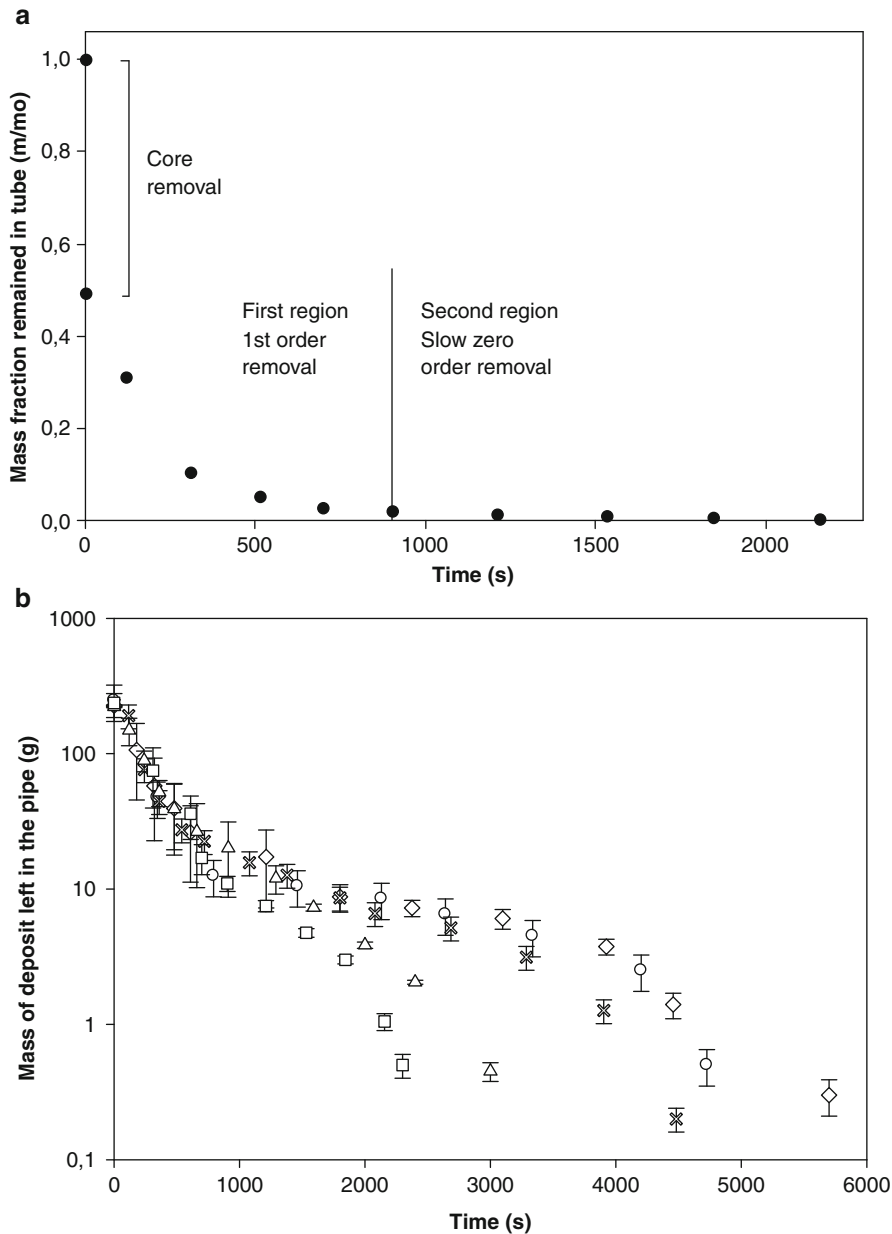 a
Mass fraction remained in tube (m/mo)
1,0
0,8
0,6
0,4
0,2
0,0
Core
removal
First region
1st order
removal
Second region
Slow zero
order removal
0
500
1000
1500
2000
Time (s)
b
Mass of deposit left in the pipe (g)
1000
100
10
1
0,1
0
1000
2000
3000
4000
5000
6000
Time (s)